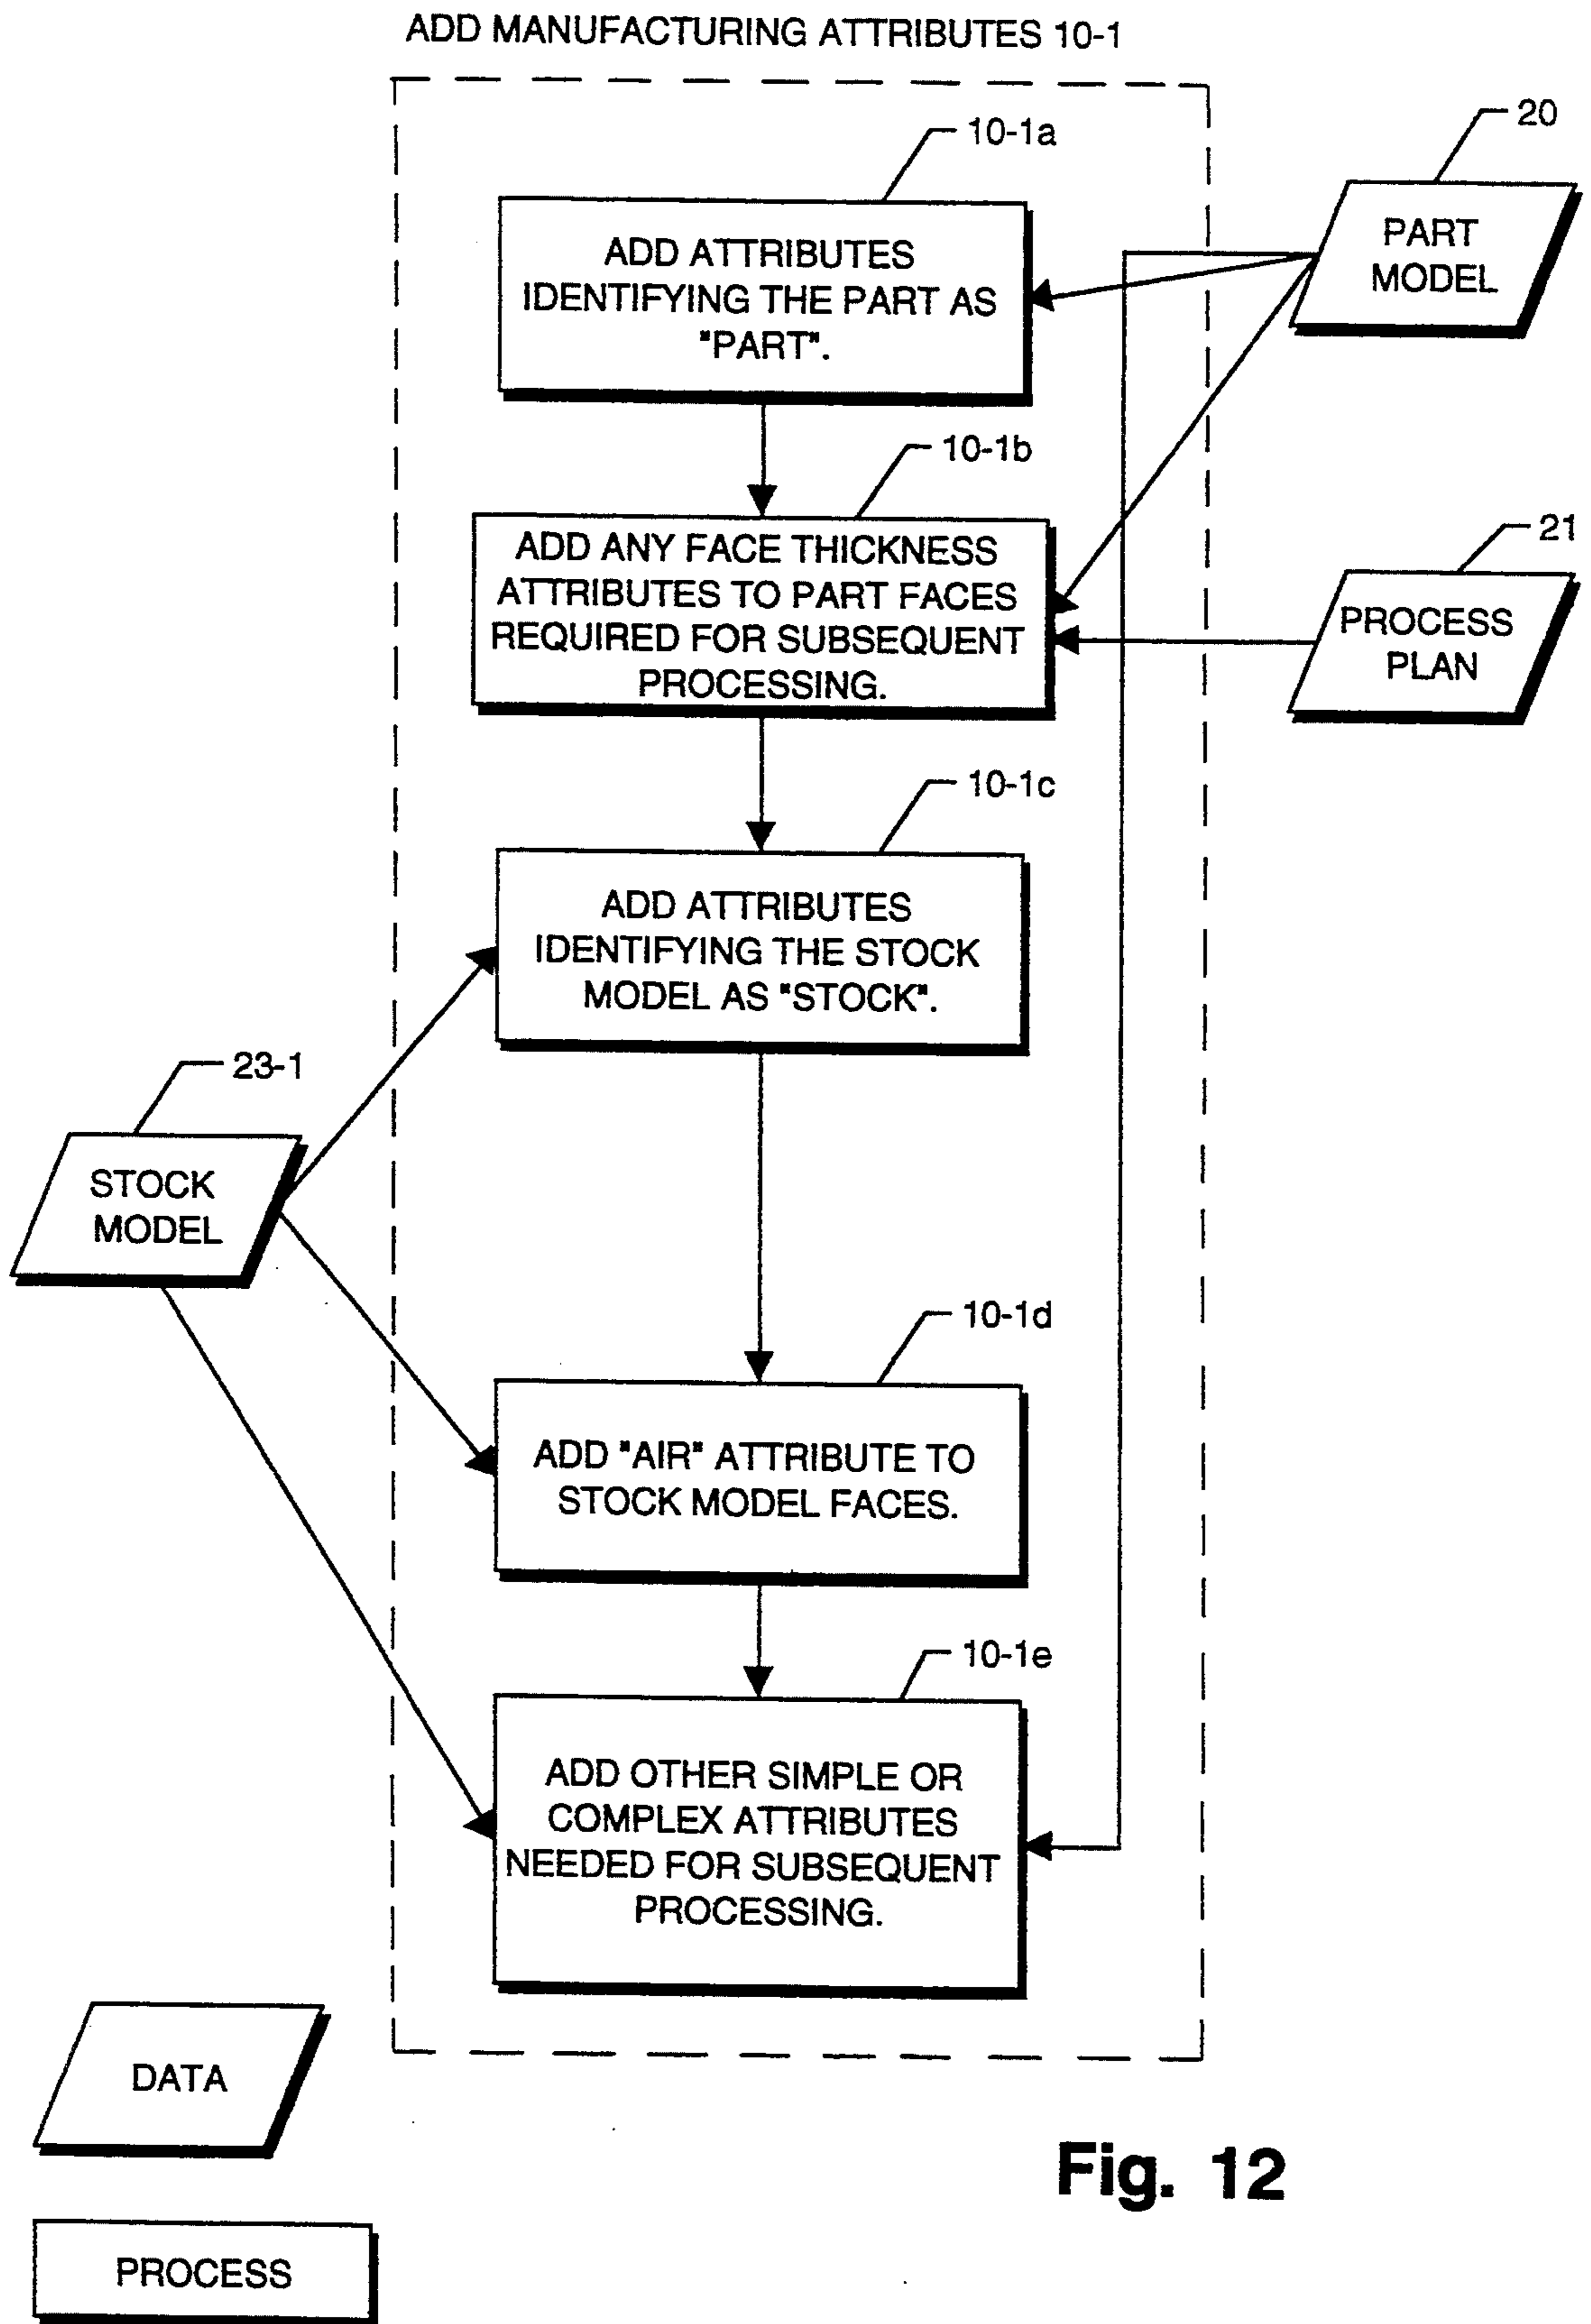 ADD MANUFACTURING ATTRIBUTES 10-1
10-1a
20
ADD ATTRIBUTES
IDENTIFYING THE PART AS
"PART".
PART
MODEL
10-1b
21
ADD ANY FACE THICKNESS
ATTRIBUTES TO PART FACES
REQUIRED FOR SUBSEQUENT
PROCESSING.
PROCESS
PLAN
10-1c
ADD ATTRIBUTES
IDENTIFYING THE STOCK
MODEL AS "STOCK".
23-1
STOCK
MODEL
10-1d
ADD "AIR" ATTRIBUTE TO
STOCK MODEL FACES.
10-1e
ADD OTHER SIMPLE OR
COMPLEX ATTRIBUTES
NEEDED FOR SUBSEQUENT
PROCESSING.
DATA
Fig. 12
PROCESS